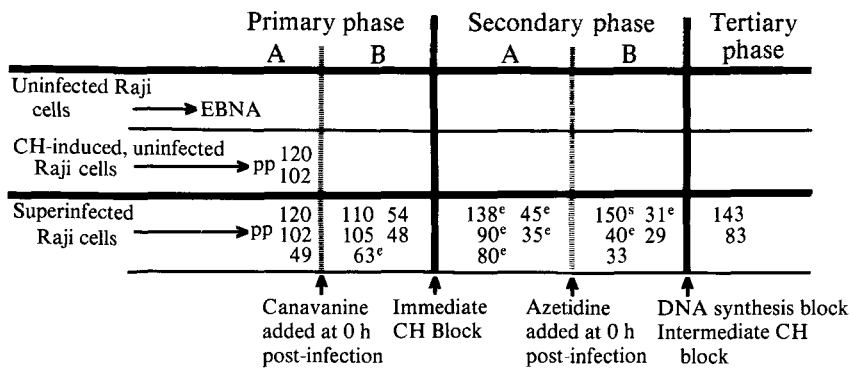 Primary phase Secondary phase Tertiary phase
A B A B
Uninfected Raji cells → EBNA
CH-induced, uninfected Raji cells → pp 120
102
Superinfected Raji cells → pp 120 110 54 138ᵉ 45ᵉ 150ˢ 31ᵉ 143
102 105 48 90ᵉ 35ᵉ 40ᵉ 29 83
49 63ᵉ 80ᵉ 33
Canavanine added at 0 h post-infection
Immediate CH Block
Azetidine added at 0 h post-infection
DNA synthesis block
Intermediate CH block